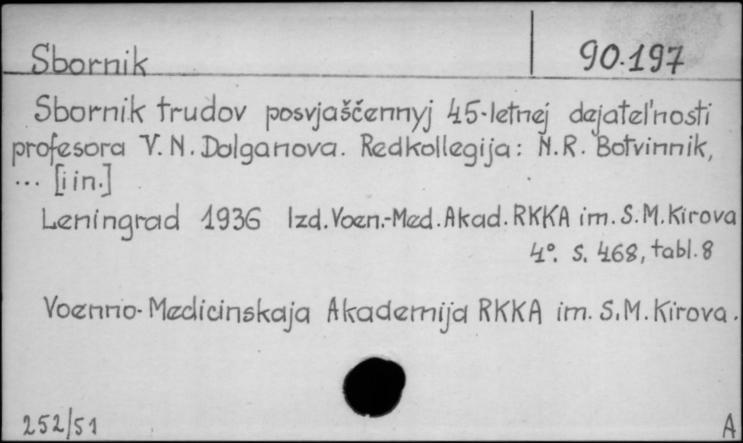 Sbornik 90.197
Sbornik trudov posvjaščennyj 45-letnej dejatel'nosti
profesora V. N. Dolganova. Redkollegija: N. R. Botvinnik,
... [i in.]
Leningrad 1936 Izd. Voen.-Med. Akad. RKKA im. S. M. Kirova
4°. S. 468, tabl. 8
Voenno-Medicinskaja Akademija RKKA im. S. M. Kirova.
252/51 A